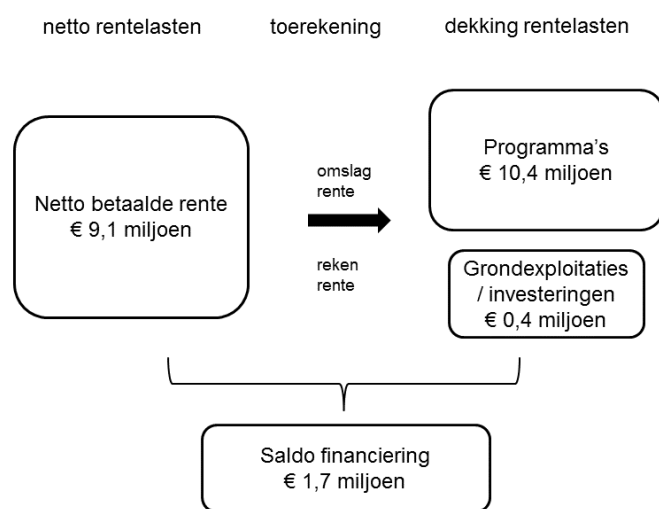 netto rentelasten
toerekening
dekking rentelasten
Netto betaalde rente
€ 9,1 miljoen
omslag
rente
reken
rente
Programma's
€ 10,4 miljoen
Grondexploitaties
/ investeringen
€ 0,4 miljoen
Saldo financiering
€ 1,7 miljoen